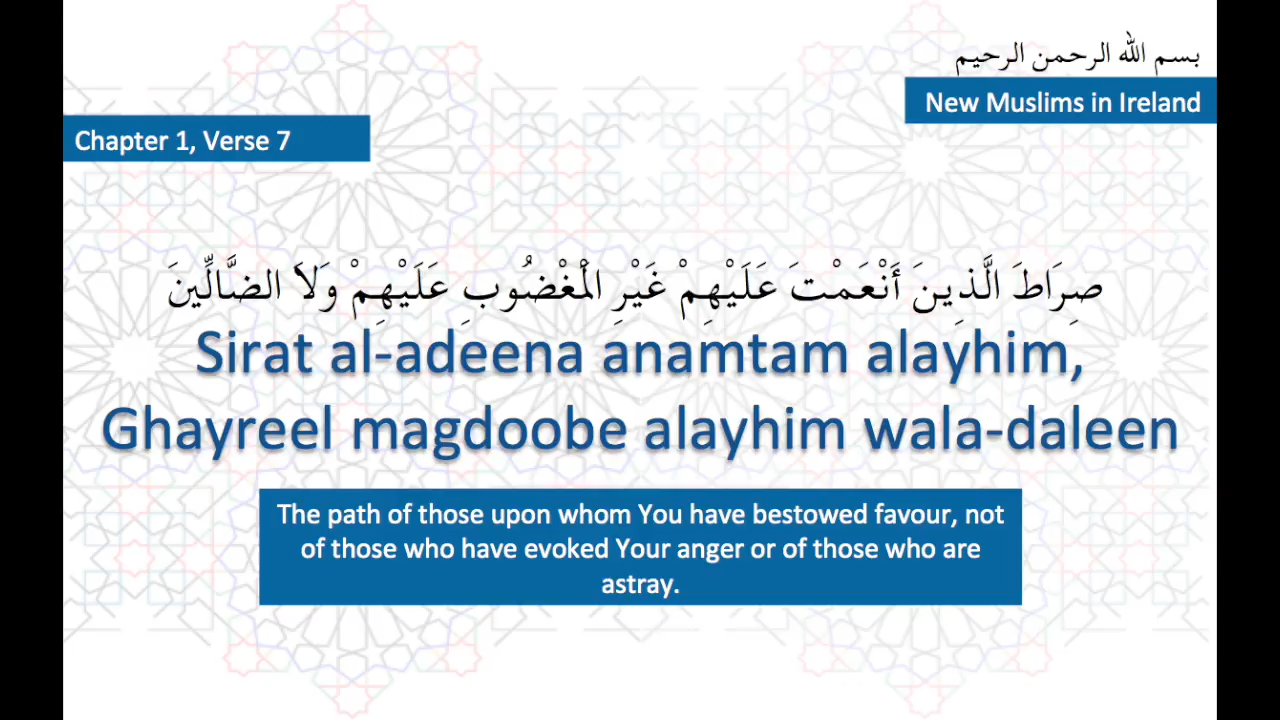 بسم الله الرحمن الرحيم
New Muslims in Ireland
Chapter 1, Verse 7
صِرَاطَ الَّذِينَ أَنْعَمْتَ عَلَيْهِمْ غَيْرِ الْمَغْضُوبِ عَلَيْهِمْ وَلاَ الضَّالِّينَ
Sirat al-adeena anamtam alayhim,
Ghayreel magdoobe alayhim wala-daleen
The path of those upon whom You have bestowed favour, not
of those who have evoked Your anger or of those who are
astray.